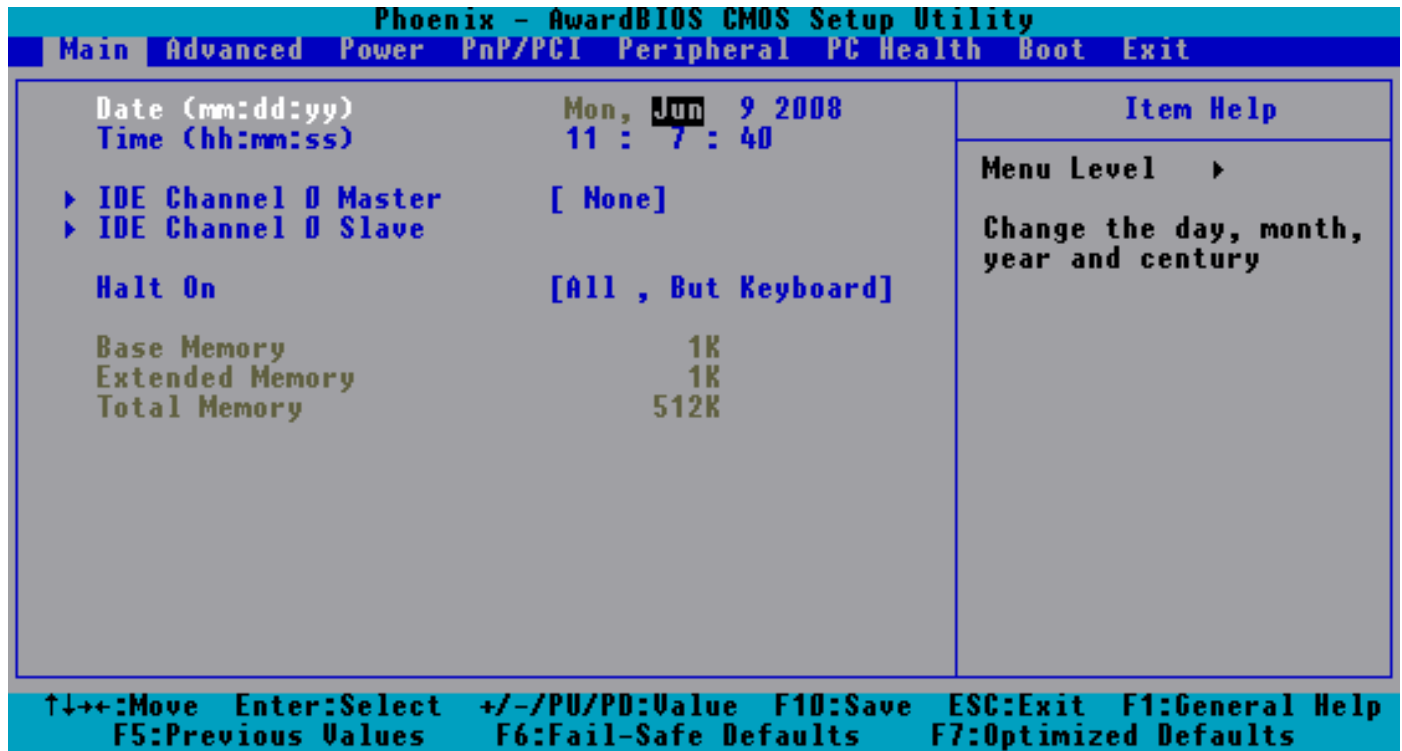 Phoenix - AwardBIOS CMOS Setup Utility
Main Advanced Power PnP/PCI Peripheral PC Health Boot Exit
Date (mm:dd:yy) Mon, Jun 9 2008
Time (hh:mm:ss) 11 : 7 : 40
IDE Channel 0 Master [ None]
IDE Channel 0 Slave
Halt On [All , But Keyboard]
Base Memory 1K
Extended Memory 1K
Total Memory 512K
Item Help
Menu Level ▸
Change the day, month,
year and century
↑↓→←:Move Enter:Select +/-/PU/PD:Value F10:Save ESC:Exit F1:General Help
F5:Previous Values F6:Fail-Safe Defaults F7:Optimized Defaults